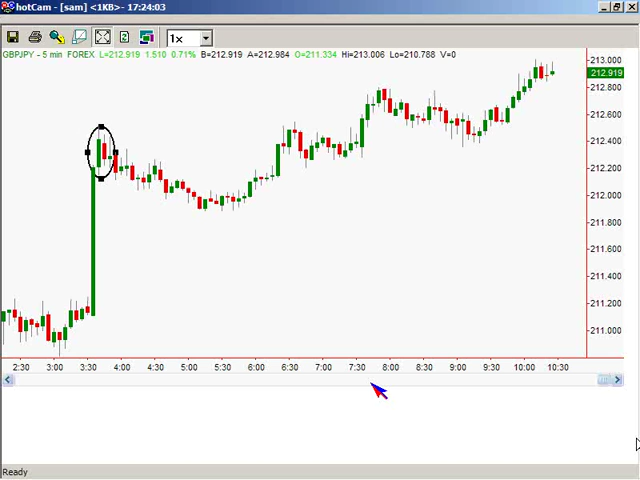 hotCam - [sam] <1KB> - 17:24:03
1x
GBPJPY - 5 min FOREX L=212.919 1.510 0.71% B=212.919 A=212.984 O=211.334 Hi=213.006 Lo=210.788 V=0
213.000
212.919
212.800
212.600
212.400
212.200
212.000
211.800
211.600
211.400
211.200
211.000
2:30 3:00 3:30 4:00 4:30 5:00 5:30 6:00 6:30 7:00 7:30 8:00 8:30 9:00 9:30 10:00 10:30
Ready